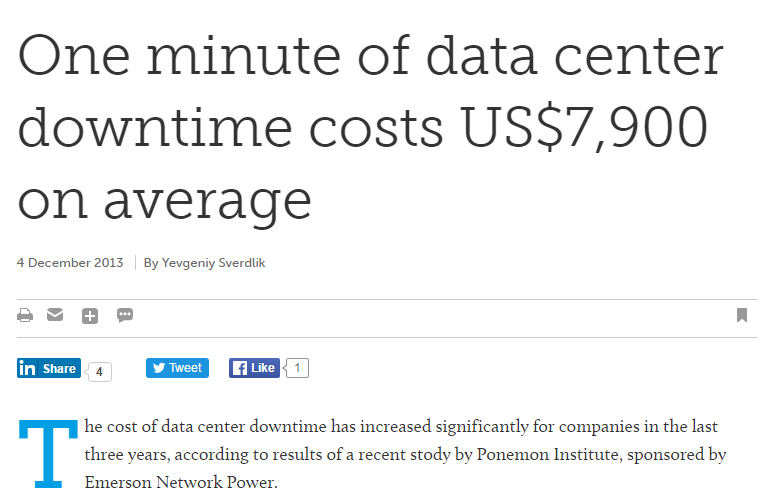 One minute of data center
downtime costs US$7,900
on average
4 December 2013 By Yevgeniy Sverdlik
in Share 4 Tweet f Like 1
The cost of data center downtime has increased significantly for companies in the last
three years, according to results of a recent stody by Ponemon Institute, sponsored by
Emerson Network Power.